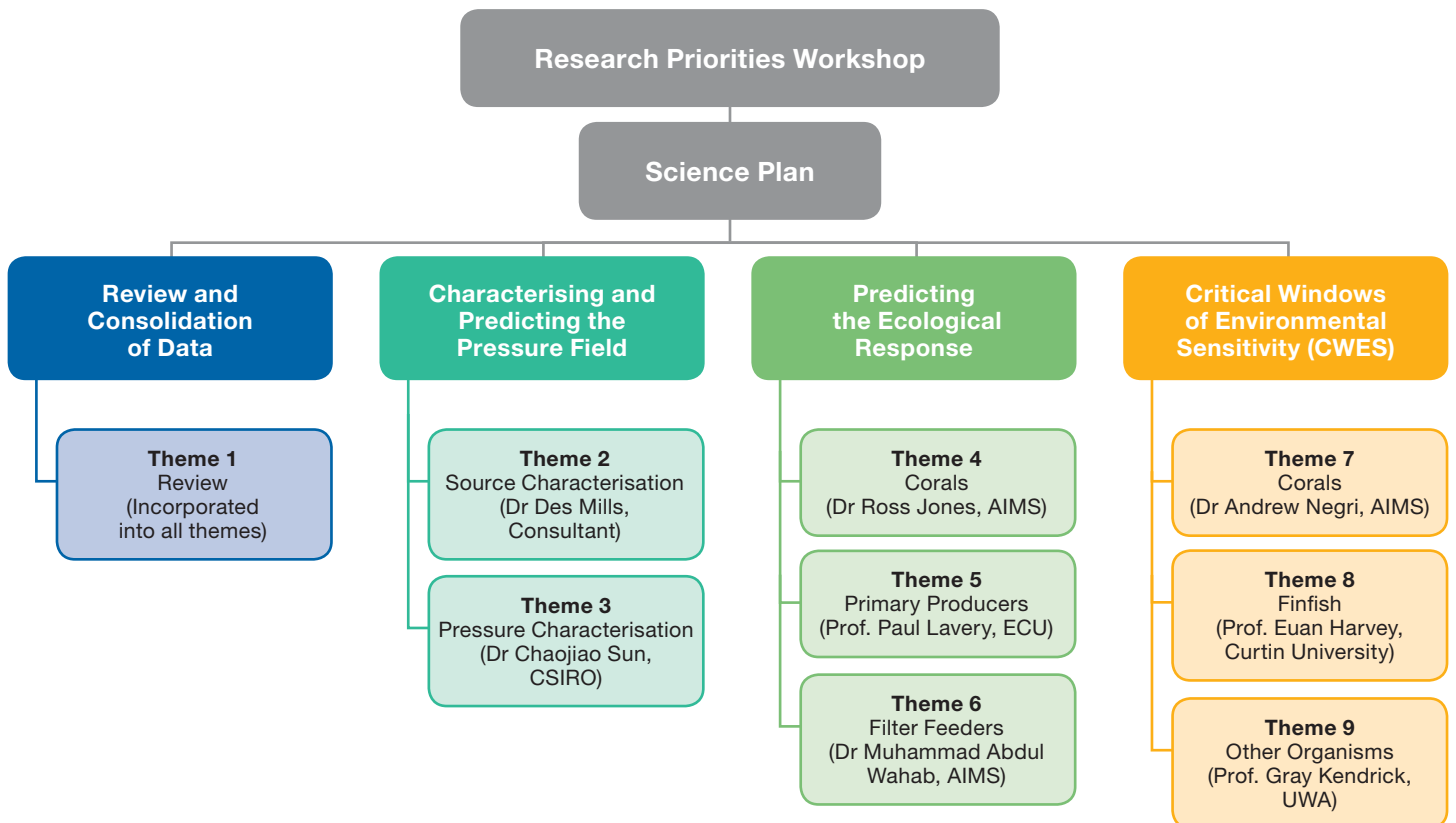 Research Priorities Workshop
Science Plan
Review and
Consolidation
of Data
Theme 1
Review
(Incorporated
into all themes)
Characterising and
Predicting the
Pressure Field
Theme 2
Source Characterisation
(Dr Des Mills,
Consultant)
Theme 3
Pressure Characterisation
(Dr Chaojiao Sun,
CSIRO)
Predicting
the Ecological
Response
Theme 4
Corals
(Dr Ross Jones, AIMS)
Theme 5
Primary Producers
(Prof. Paul Lavery, ECU)
Theme 6
Filter Feeders
(Dr Muhammad Abdul
Wahab, AIMS)
Critical Windows
of Environmental
Sensitivity (CWES)
Theme 7
Corals
(Dr Andrew Negri, AIMS)
Theme 8
Finfish
(Prof. Euan Harvey,
Curtin University)
Theme 9
Other Organisms
(Prof. Gray Kendrick,
UWA)